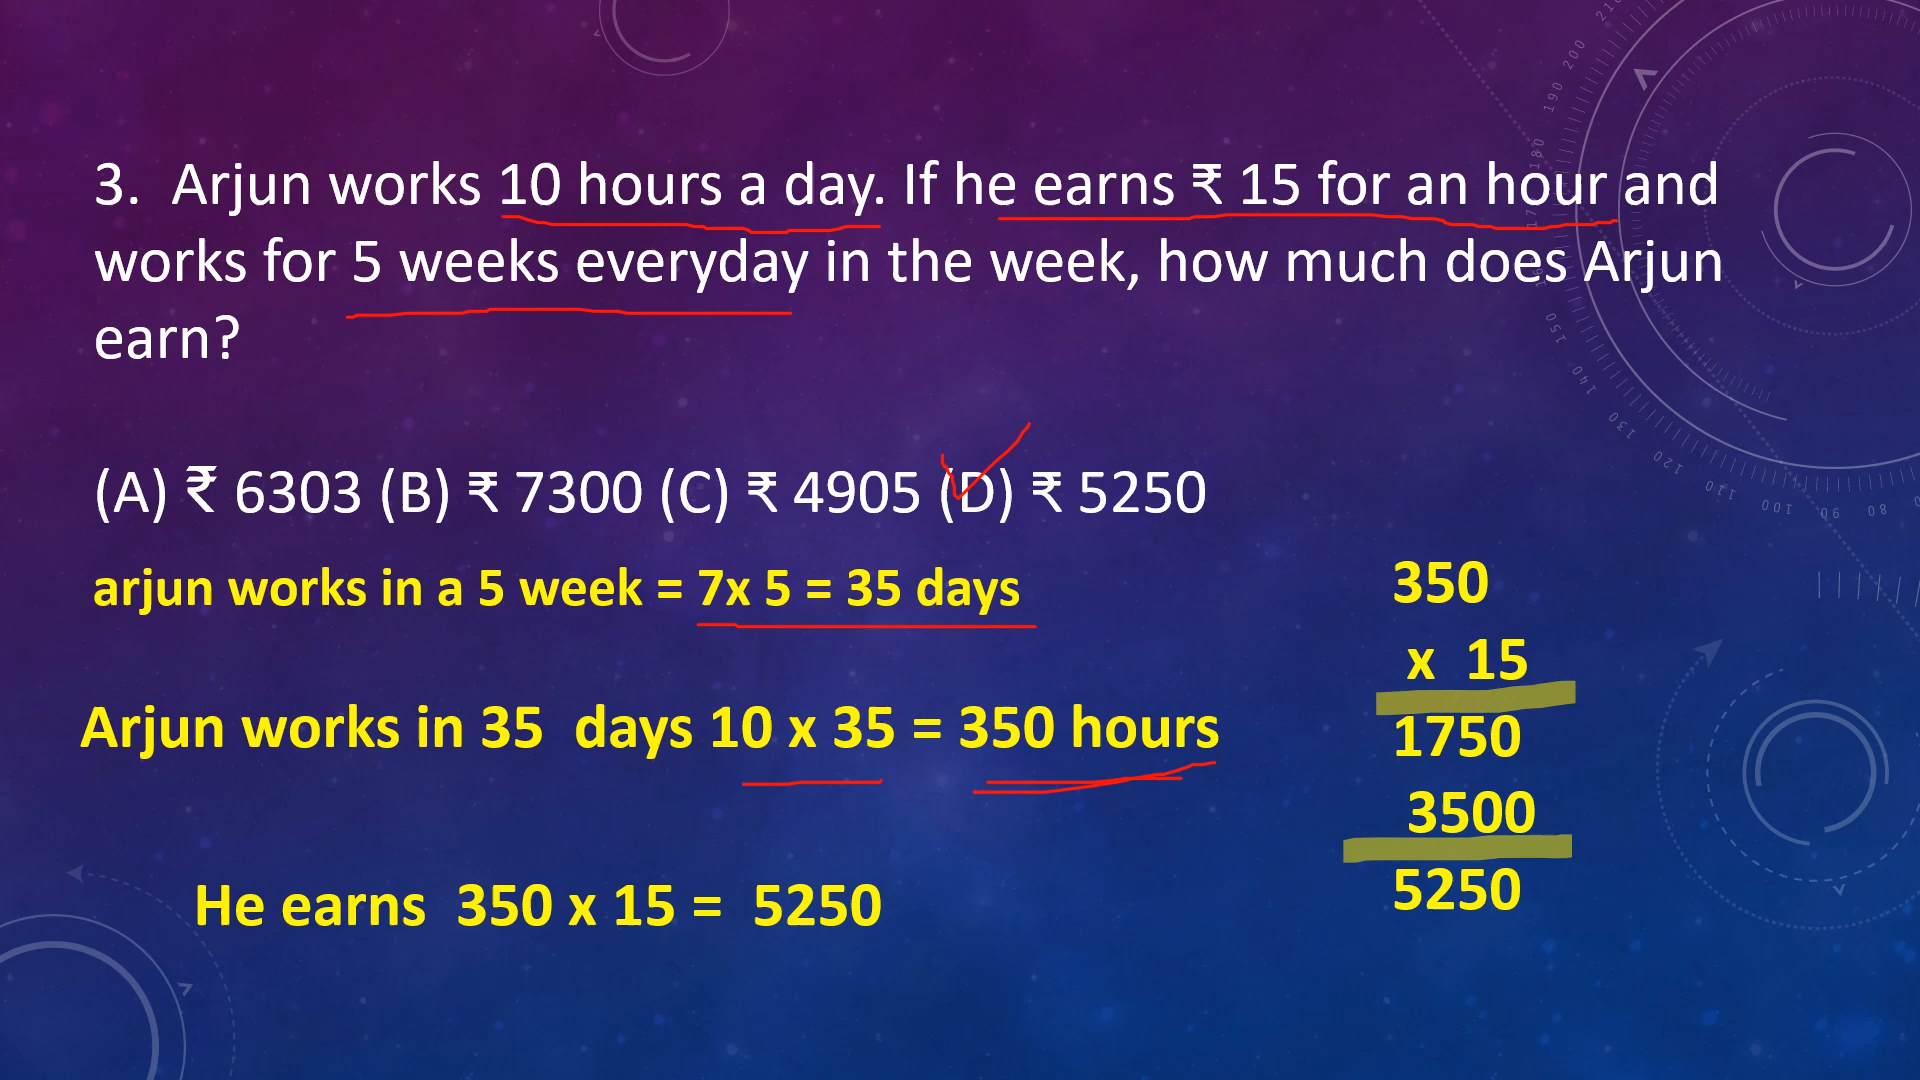 3. Arjun works 10 hours a day. If he earns ₹ 15 for an hour and
works for 5 weeks everyday in the week, how much does Arjun
earn?
(A) ₹ 6303 (B) ₹ 7300 (C) ₹ 4905 (D) ₹ 5250
arjun works in a 5 week = 7x 5 = 35 days
Arjun works in 35 days 10 x 35 = 350 hours
He earns 350 x 15 = 5250
350
x 15
1750
3500
5250